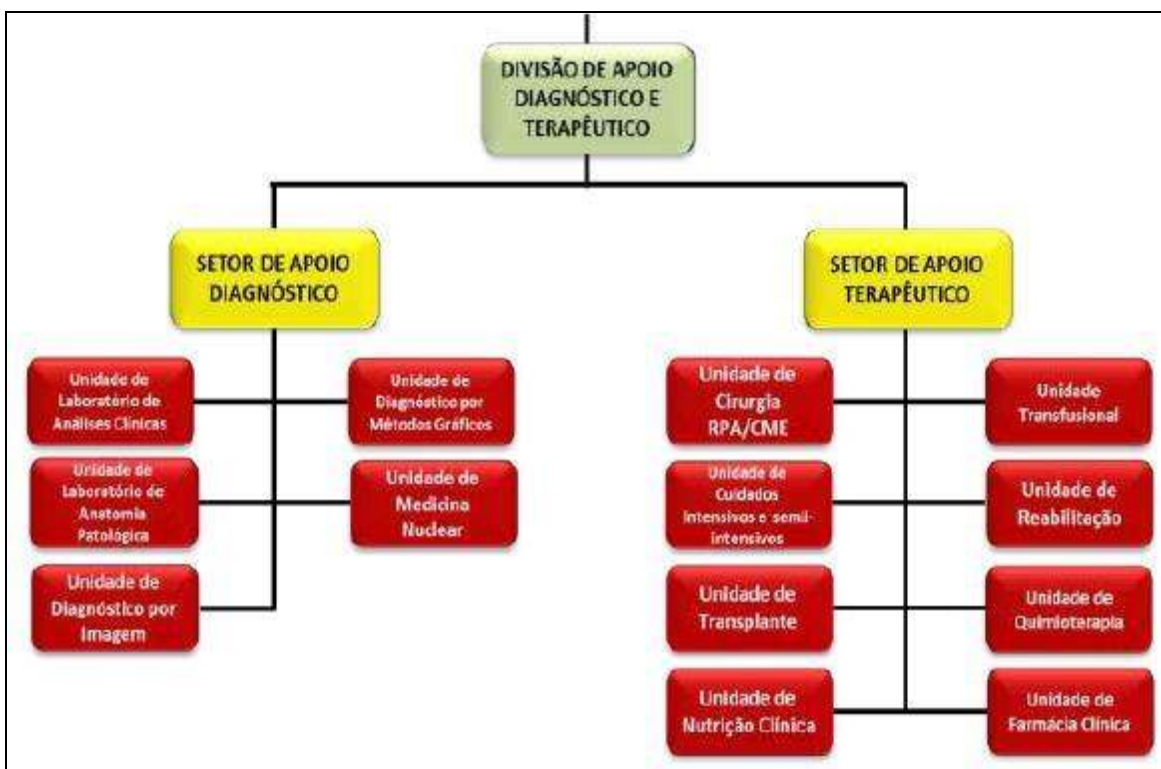 DIVISÃO DE APOIO
DIAGNÓSTICO E
TERAPÊUTICO
SETOR DE APOIO
DIAGNÓSTICO
SETOR DE APOIO
TERAPÊUTICO
Unidade de
Laboratório de
Análises Clínicas
Unidade de
Diagnóstico por
Métodos Gráficos
Unidade de
Laboratório de
Anatomia
Patológica
Unidade de
Medicina
Nuclear
Unidade de
Diagnóstico por
Imagem
Unidade de
Cirurgia
RPA/CME
Unidade
Transfusional
Unidade de
Cuidados
Intensivos e semi-
intensivos
Unidade de
Reabilitação
Unidade de
Transplante
Unidade de
Quimioterapia
Unidade de
Nutrição Clínica
Unidade de
Farmácia Clínica